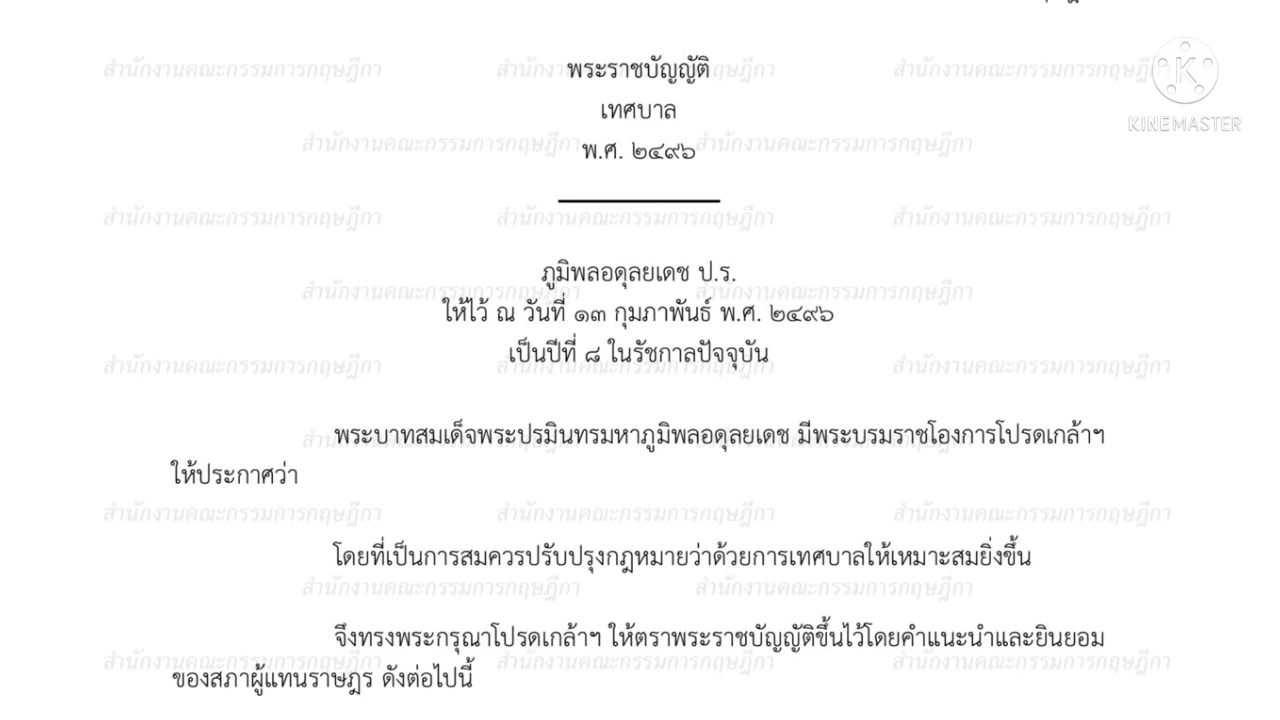 พระราชบัญญัติ
เทศบาล
พ.ศ. ๒๔๙๖
ภูมิพลอดุลยเดช ป.ร.
ให้ไว้ ณ วันที่ ๑๓ กุมภาพันธ์ พ.ศ. ๒๔๙๖
เป็นปีที่ ๘ ในรัชกาลปัจจุบัน
พระบาทสมเด็จพระปรมินทรมหาภูมิพลอดุลยเดช มีพระบรมราชโองการโปรดเกล้าฯ
ให้ประกาศว่า
โดยที่เป็นการสมควรปรับปรุงกฎหมายว่าด้วยการเทศบาลให้เหมาะสมยิ่งขึ้น
จึงทรงพระกรุณาโปรดเกล้าฯ ให้ตราพระราชบัญญัติขึ้นไว้โดยคำแนะนำและยินยอม
ของสภาผู้แทนราษฎร ดังต่อไปนี้
สำนักงานคณะกรรมการกฤษฎีกา
K
KINEMASTER